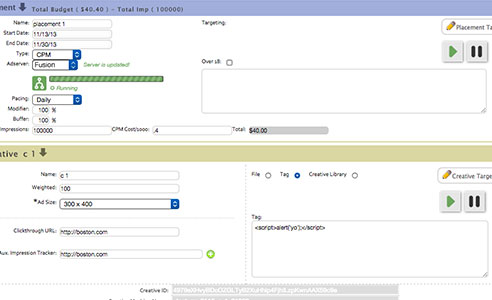 ment Total Budget ( $40.40 ) - Total Imp ( 100000)
Name: placement 1
Targeting:
Placement Ta
Start Date: 11/13/13
End Date: 11/30/13
Type: CPM
Adserver: Fusion Server is updated!
Over 18:
Running
Pacing: Daily
Modifier: 100 %
Buffer: 100 %
Impressions: 100000 CPM Cost/1000: .4 Total: $40.00
ative c 1
Name: c 1
File Tag Creative Library
Creative Target
Weighted: 100
*Ad Size: 300 x 400
Tag:
<script>alert('yo');</script>
Clickthrough URL: http://boston.com
Aux. Impression Tracker: http://boston.com
Creative ID: